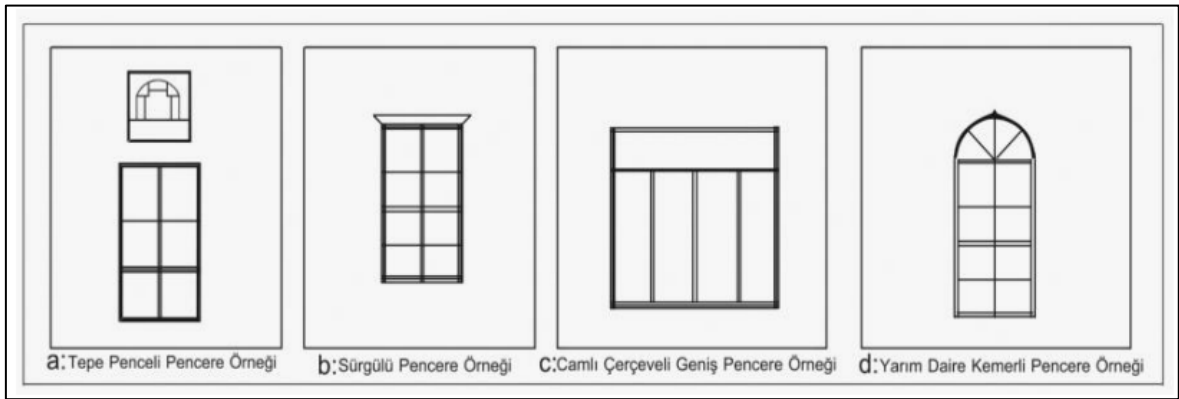 a:Tepe Penceli Pencere Örneği
b:Sürgülü Pencere Örneği
c:Camlı Çerçeveli Geniş Pencere Örneği
d:Yarım Daire Kemerli Pencere Örneği